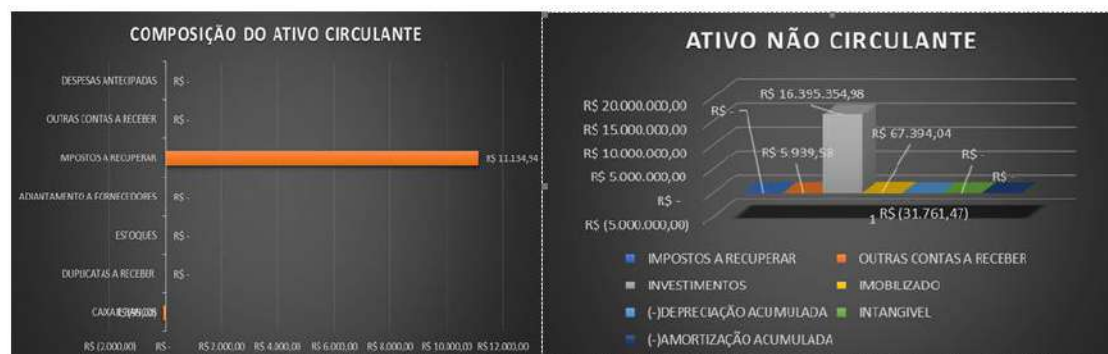 COMPOSIÇÃO DO ATIVO CIRCULANTE
DESPESAS ANTECIPADAS R$ -
OUTRAS CONTAS A RECEBER R$ -
IMPOSTOS A RECUPERAR R$ 11.134,94
ADIANTAMENTO A FORNECEDORES R$ -
ESTOQUES R$ -
DUPLICATAS A RECEBER R$ -
R$ (2.000,00) R$ - R$ 2.000,00 R$ 4.000,00 R$ 6.000,00 R$ 8.000,00 R$ 10.000,00 R$ 12.000,00
ATIVO NÃO CIRCULANTE
R$ 20.000.000,00
R$ 15.000.000,00
R$ 10.000.000,00
R$ 5.000.000,00
R$ -
R$ (5.000.000,00)
R$ -
R$ 5.939,58
R$ 16.395.354,98
R$ 67.394,04
R$ (31.761,47)
R$ -
R$ -
1
IMPOSTOS A RECUPERAR OUTRAS CONTAS A RECEBER
INVESTIMENTOS IMOBILIZADO
(-)DEPRECIAÇÃO ACUMULADA INTANGIVEL
(-)AMORTIZAÇÃO ACUMULADA